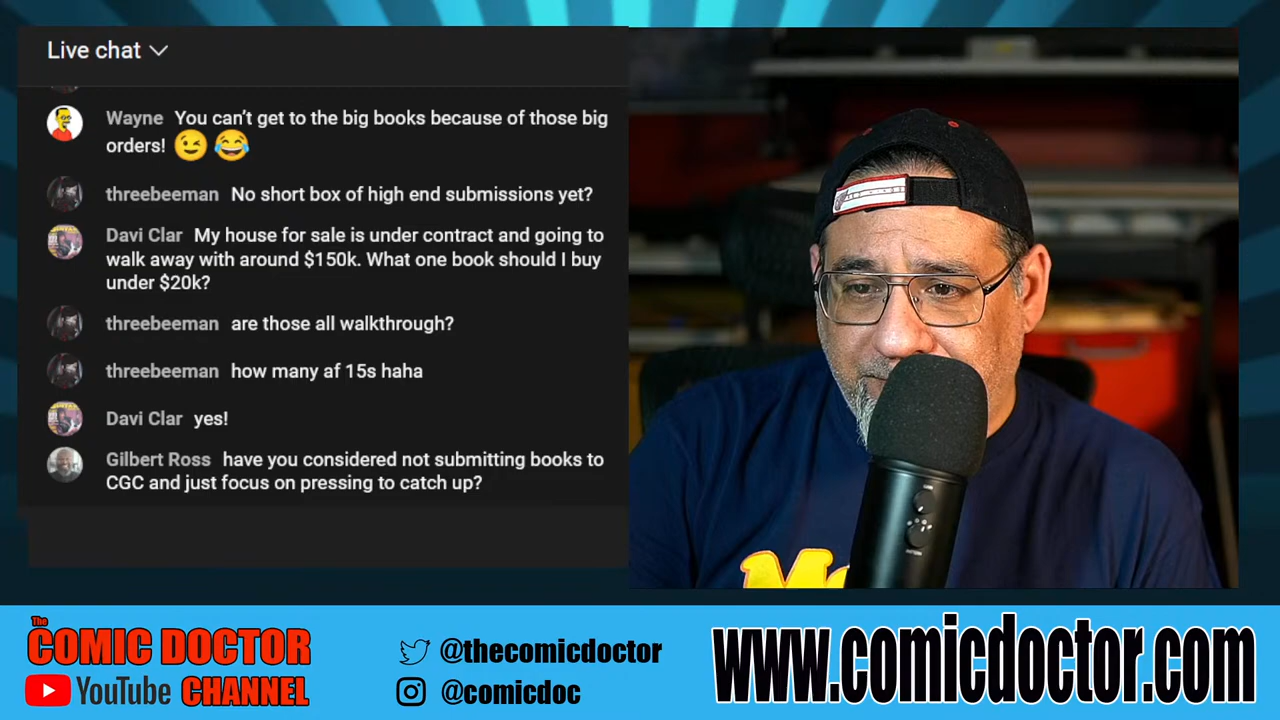 Live chat
Wayne You can't get to the big books because of those big
orders! 😉😂
threebeeman No short box of high end submissions yet?
Davi Clar My house for sale is under contract and going to
walk away with around $150k. What one book should I buy
under $20k?
threebeeman are those all walkthrough?
threebeeman how many af 15s haha
Davi Clar yes!
Gilbert Ross have you considered not submitting books to
CGC and just focus on pressing to catch up?
The
COMIC DOCTOR
YouTube CHANNEL
@thecomicdoctor
@comicdoc
www.comicdoctor.com